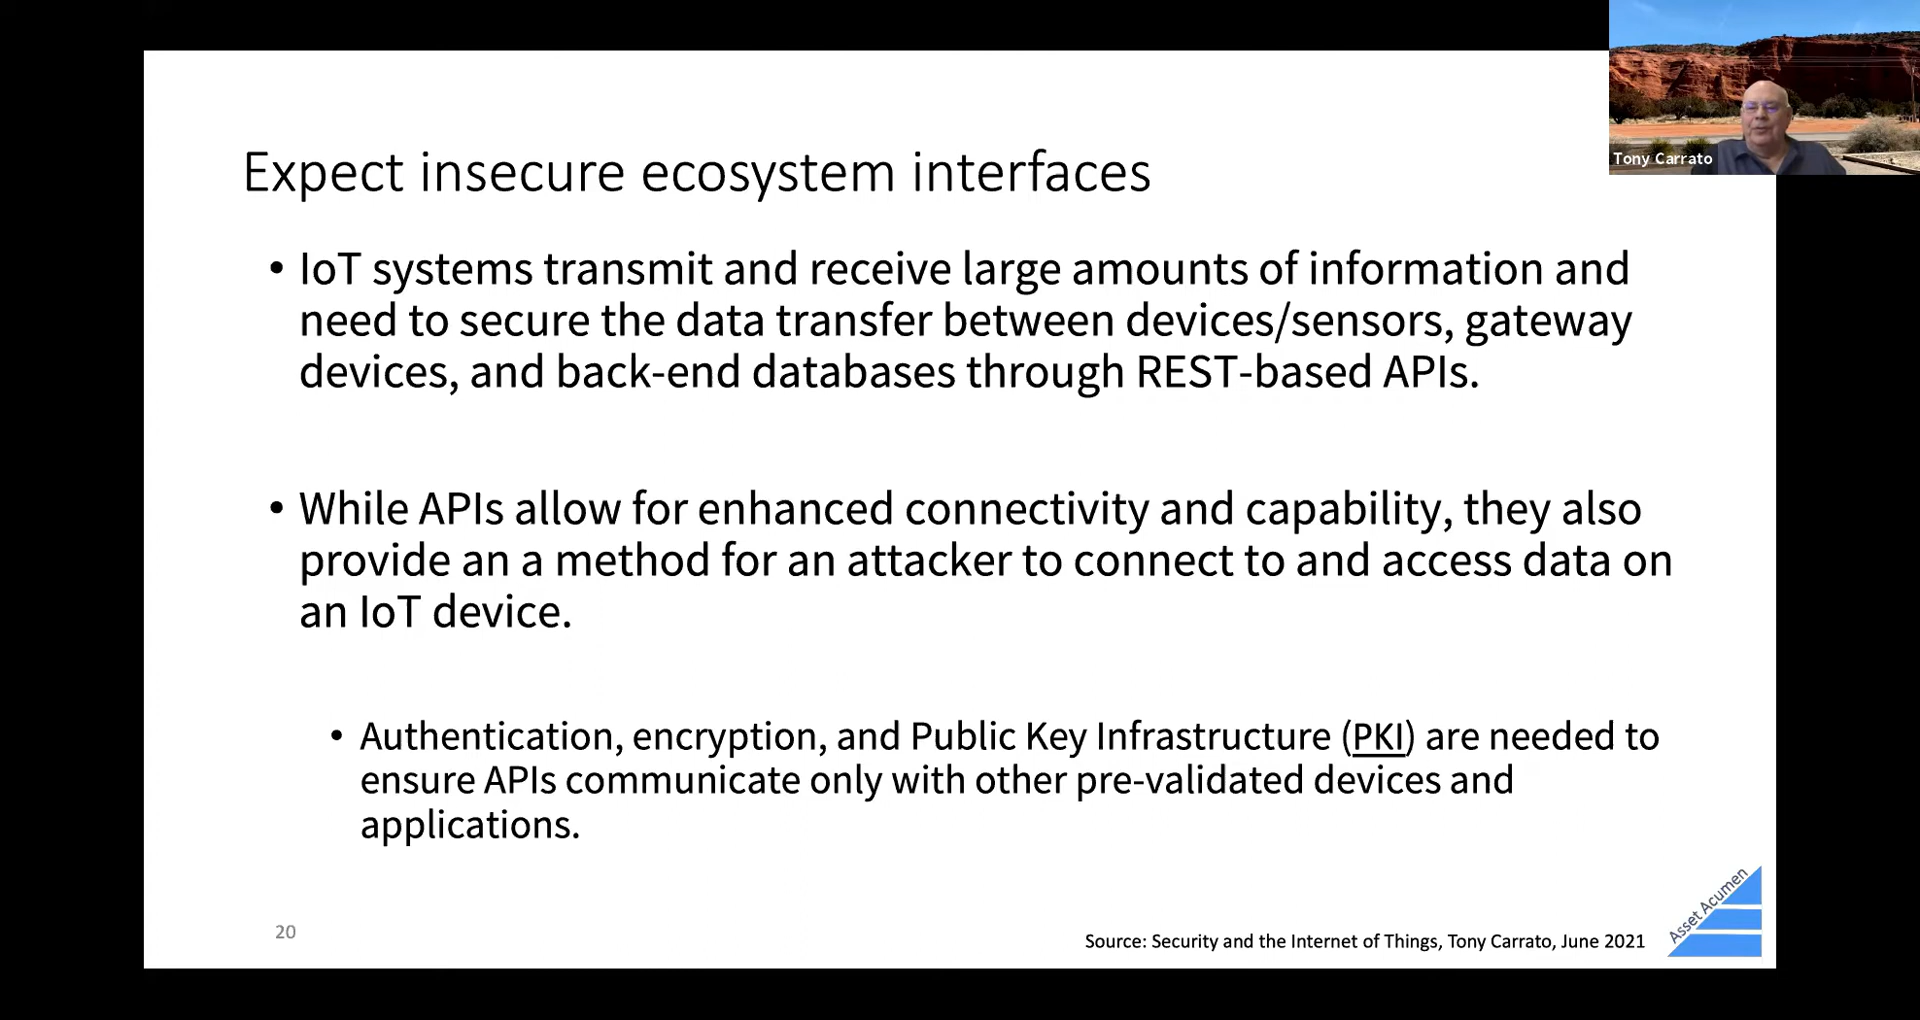 Tony Carrato
Expect insecure ecosystem interfaces
• IoT systems transmit and receive large amounts of information and
need to secure the data transfer between devices/sensors, gateway
devices, and back-end databases through REST-based APIs.
• While APIs allow for enhanced connectivity and capability, they also
provide an a method for an attacker to connect to and access data on
an IoT device.
• Authentication, encryption, and Public Key Infrastructure (PKI) are needed to
ensure APIs communicate only with other pre-validated devices and
applications.
20
Source: Security and the Internet of Things, Tony Carrato, June 2021
Asset Acumen